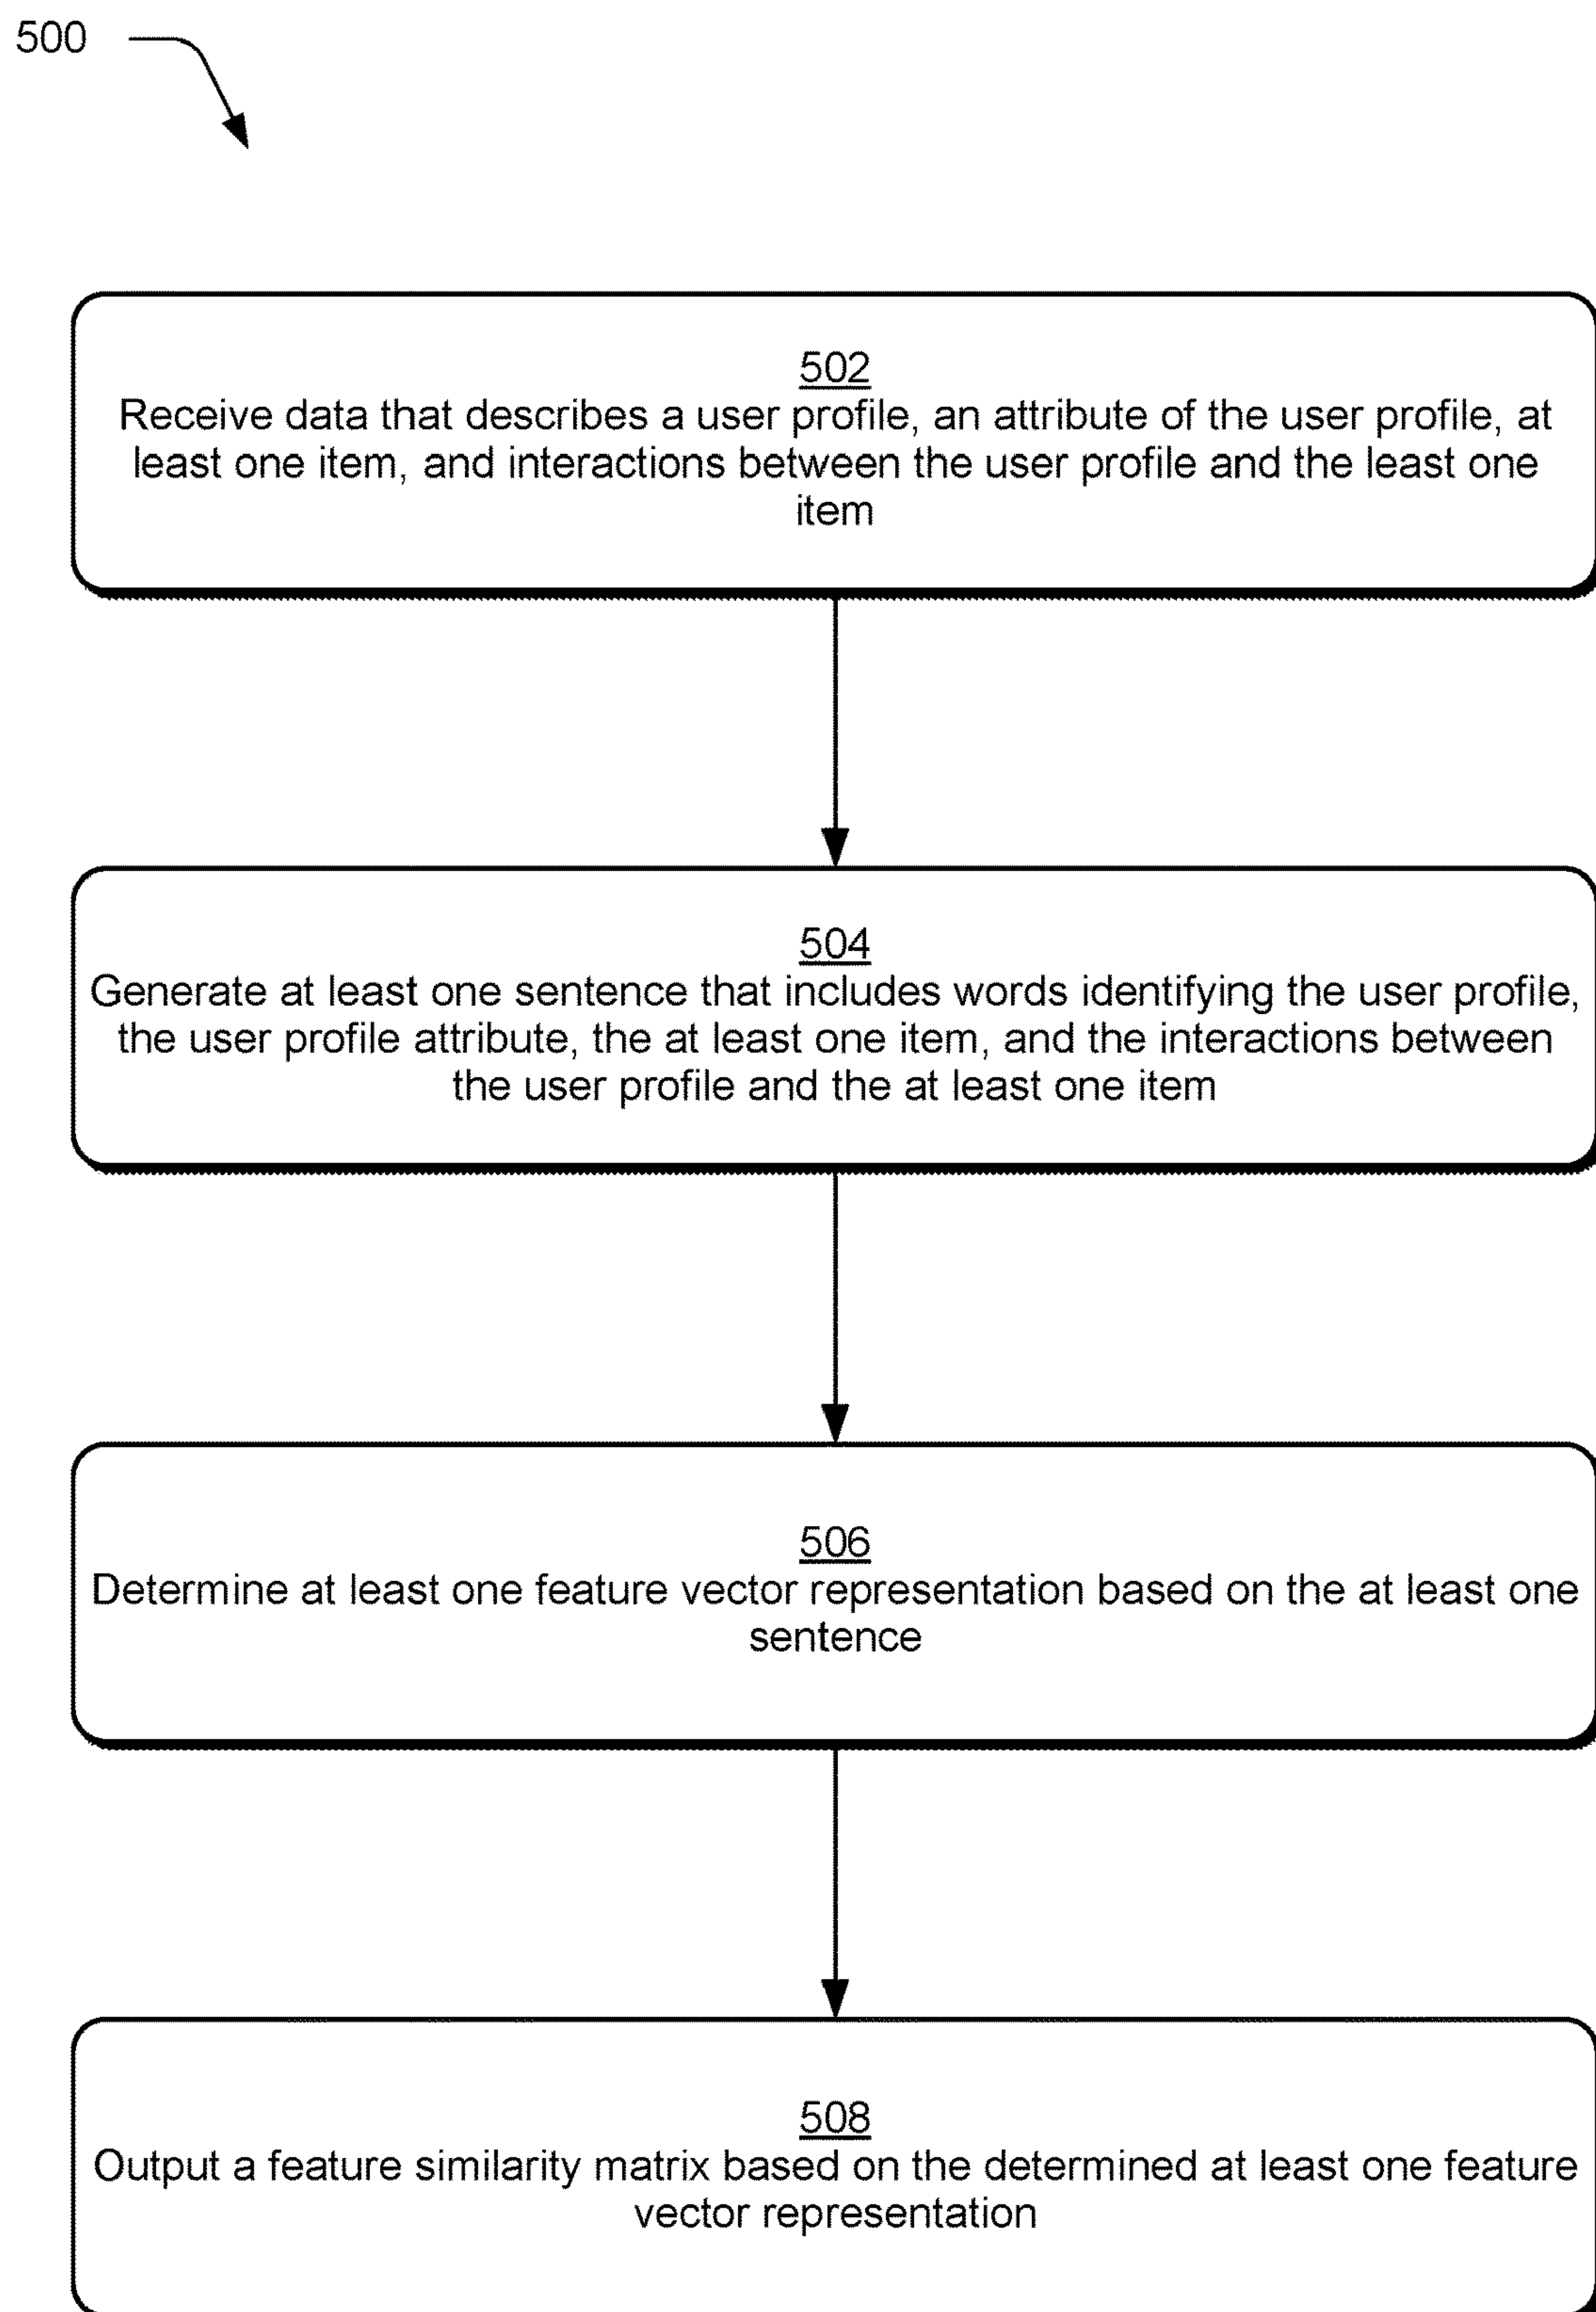 500
502
Receive data that describes a user profile, an attribute of the user profile, at
least one item, and interactions between the user profile and the least one
item
504
Generate at least one sentence that includes words identifying the user profile,
the user profile attribute, the at least one item, and the interactions between
the user profile and the at least one item
506
Determine at least one feature vector representation based on the at least one
sentence
508
Output a feature similarity matrix based on the determined at least one feature
vector representation